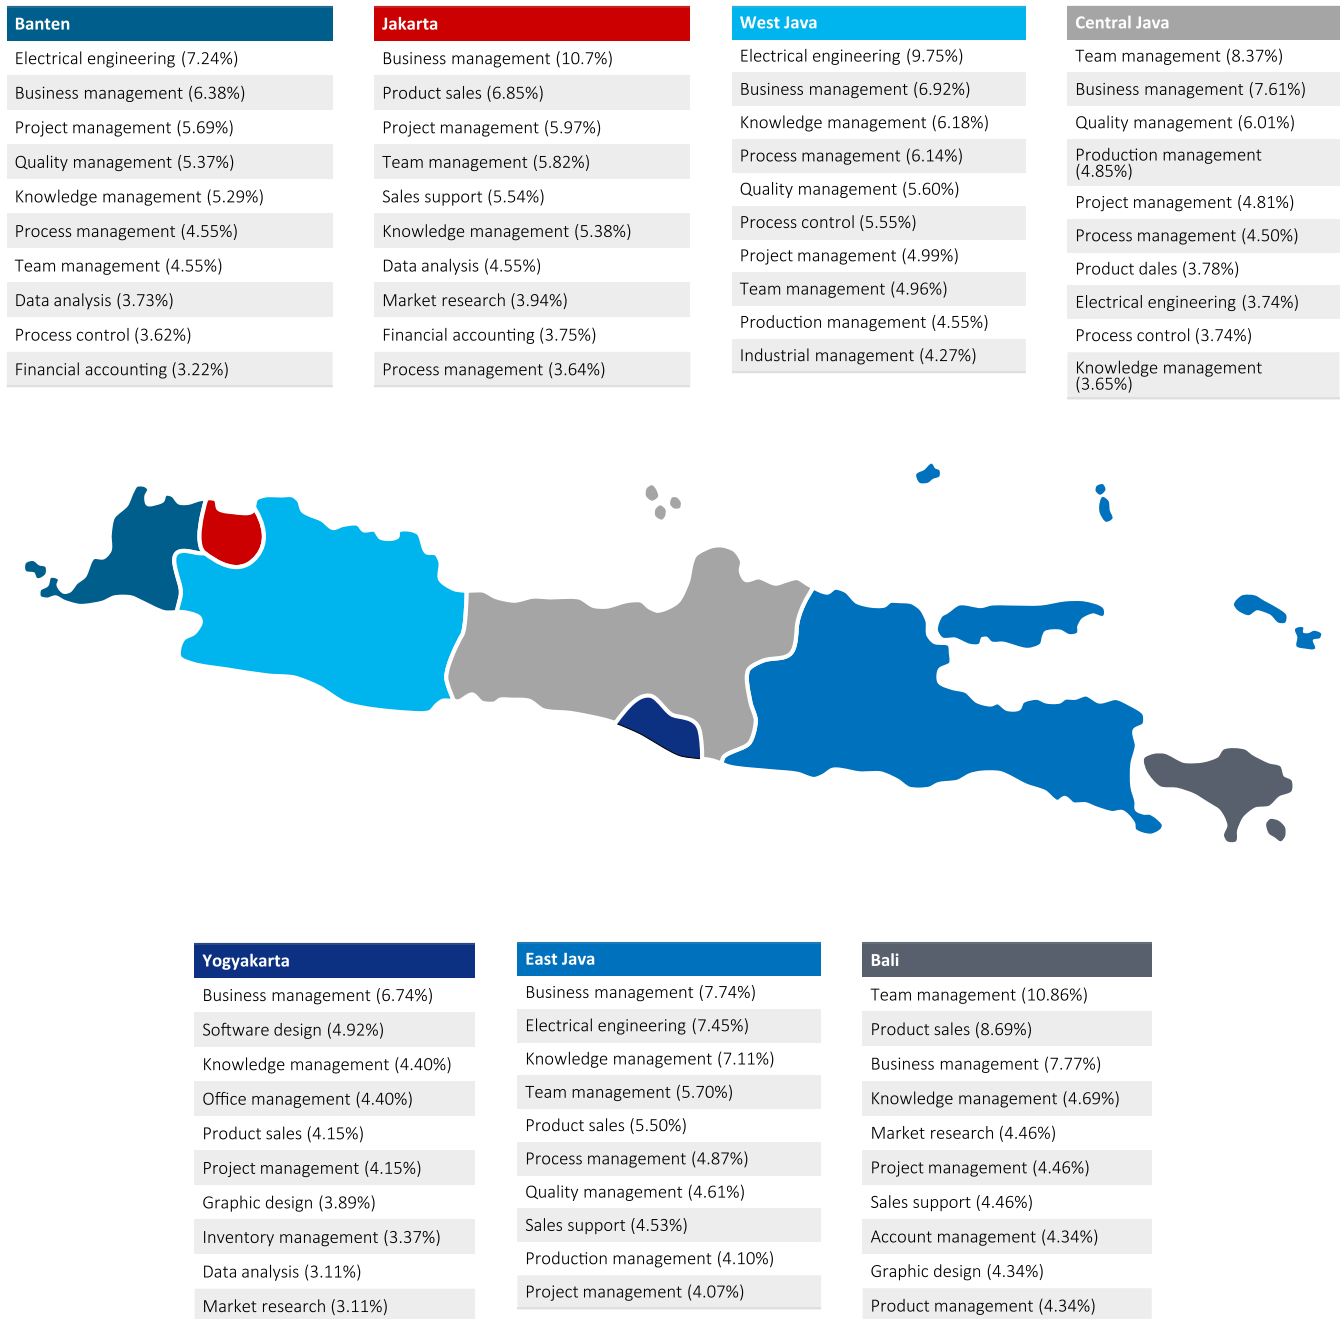 Banten
Electrical engineering (7.24%)
Business management (6.38%)
Project management (5.69%)
Quality management (5.37%)
Knowledge management (5.29%)
Process management (4.55%)
Team management (4.55%)
Data analysis (3.73%)
Process control (3.62%)
Financial accounting (3.22%)
Jakarta
Business management (10.7%)
Product sales (6.85%)
Project management (5.97%)
Team management (5.82%)
Sales support (5.54%)
Knowledge management (5.38%)
Data analysis (4.55%)
Market research (3.94%)
Financial accounting (3.75%)
Process management (3.64%)
West Java
Electrical engineering (9.75%)
Business management (6.92%)
Knowledge management (6.18%)
Process management (6.14%)
Quality management (5.60%)
Process control (5.55%)
Project management (4.99%)
Team management (4.96%)
Production management (4.55%)
Industrial management (4.27%)
Central Java
Team management (8.37%)
Business management (7.61%)
Quality management (6.01%)
Production management
(4.85%)
Project management (4.81%)
Process management (4.50%)
Product dales (3.78%)
Electrical engineering (3.74%)
Process control (3.74%)
Knowledge management
(3.65%)
Yogyakarta
Business management (6.74%)
Software design (4.92%)
Knowledge management (4.40%)
Office management (4.40%)
Product sales (4.15%)
Project management (4.15%)
Graphic design (3.89%)
Inventory management (3.37%)
Data analysis (3.11%)
Market research (3.11%)
East Java
Business management (7.74%)
Electrical engineering (7.45%)
Knowledge management (7.11%)
Team management (5.70%)
Product sales (5.50%)
Process management (4.87%)
Quality management (4.61%)
Sales support (4.53%)
Production management (4.10%)
Project management (4.07%)
Bali
Team management (10.86%)
Product sales (8.69%)
Business management (7.77%)
Knowledge management (4.69%)
Market research (4.46%)
Project management (4.46%)
Sales support (4.46%)
Account management (4.34%)
Graphic design (4.34%)
Product management (4.34%)